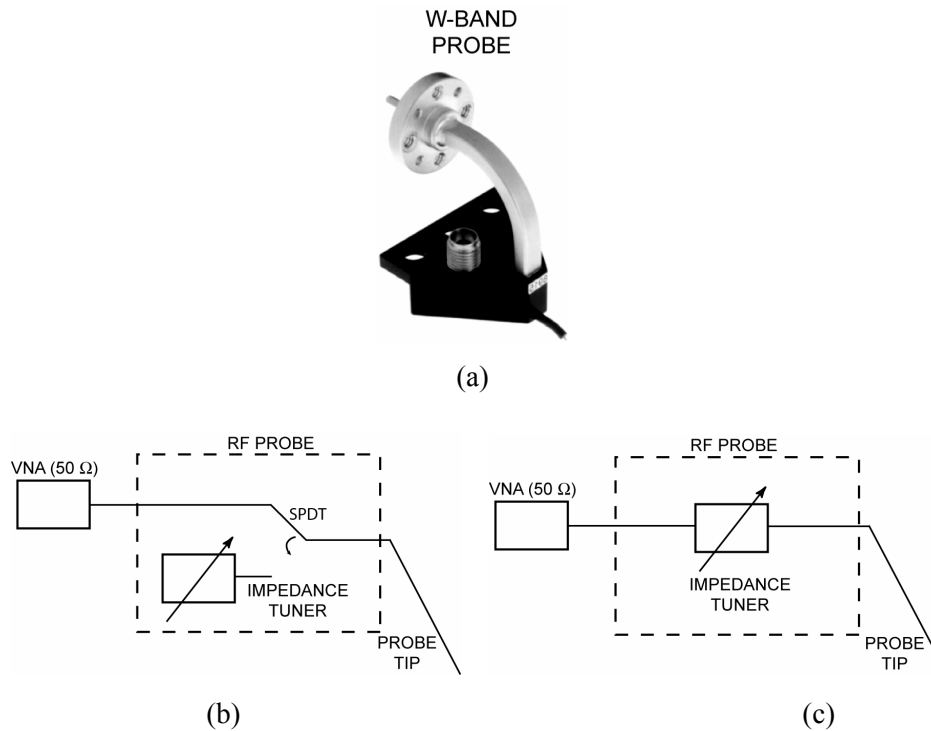 W-BAND
PROBE
(a)
RF PROBE
VNA (50 Ω)
SPDT
IMPEDANCE
TUNER
PROBE
TIP
(b)
RF PROBE
VNA (50 Ω)
IMPEDANCE
TUNER
PROBE
TIP
(c)